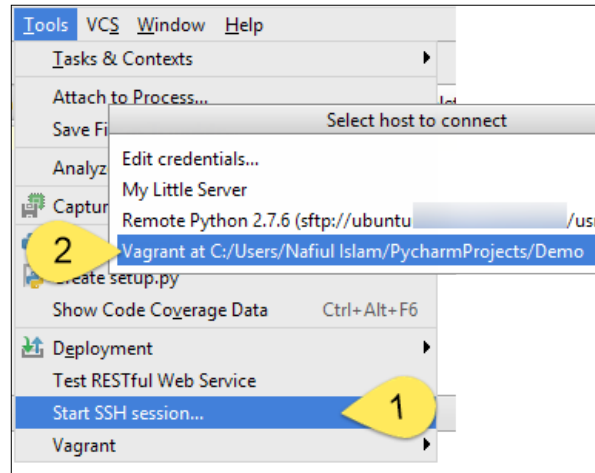 Tools VCS Window Help
Tasks & Contexts
Attach to Process...
Save Fi
Select host to connect
Analyz
Edit credentials...
My Little Server
Captur
Remote Python 2.7.6 (sftp://ubuntu /us
2
Vagrant at C:/Users/Nafiul Islam/PycharmProjects/Demo
Create setup.py
Show Code Coverage Data Ctrl+Alt+F6
Deployment
Test RESTful Web Service
Start SSH session... 1
Vagrant